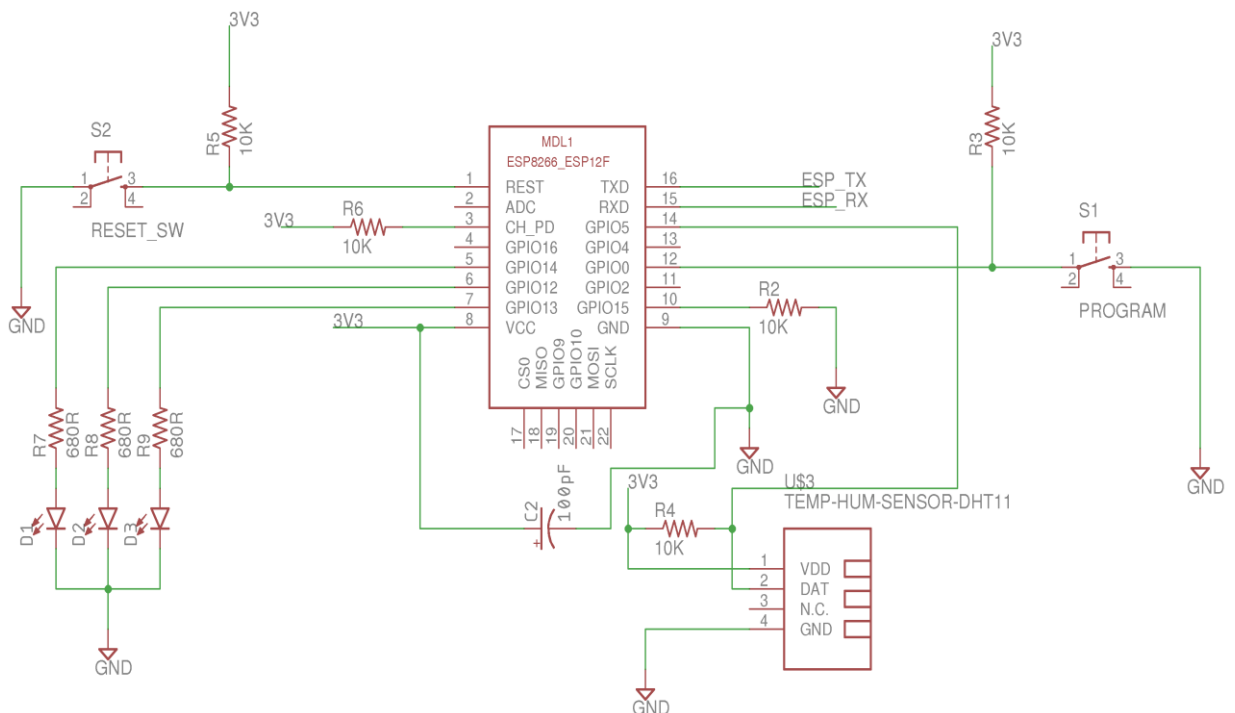 3V3
3V3
S2
R5
10K
R3
10K
MDL1
ESP8266_ESP12F
1
3
2
4
RESET_SW
1
REST
TXD
16
ESP_TX
2
ADC
RXD
15
ESP_RX
3V3
R6
10K
3
CH_PD
GPIO5
14
4
GPIO16
GPIO4
13
5
GPIO14
GPIO0
12
6
GPIO12
GPIO2
11
7
GPIO13
GPIO15
10
3V3
8
VCC
GND
9
S1
1
3
2
4
PROGRAM
R2
10K
GND
GND
CS0
MISO
GPIO9
GPIO10
MOSI
SCLK
17
18
19
20
21
22
GND
GND
R7
680R
R8
680R
R9
680R
D1
D2
D3
GND
C2
100pF
+
3V3
R4
10K
U$3
TEMP-HUM-SENSOR-DHT11
1
VDD
2
DAT
3
N.C.
4
GND
GND